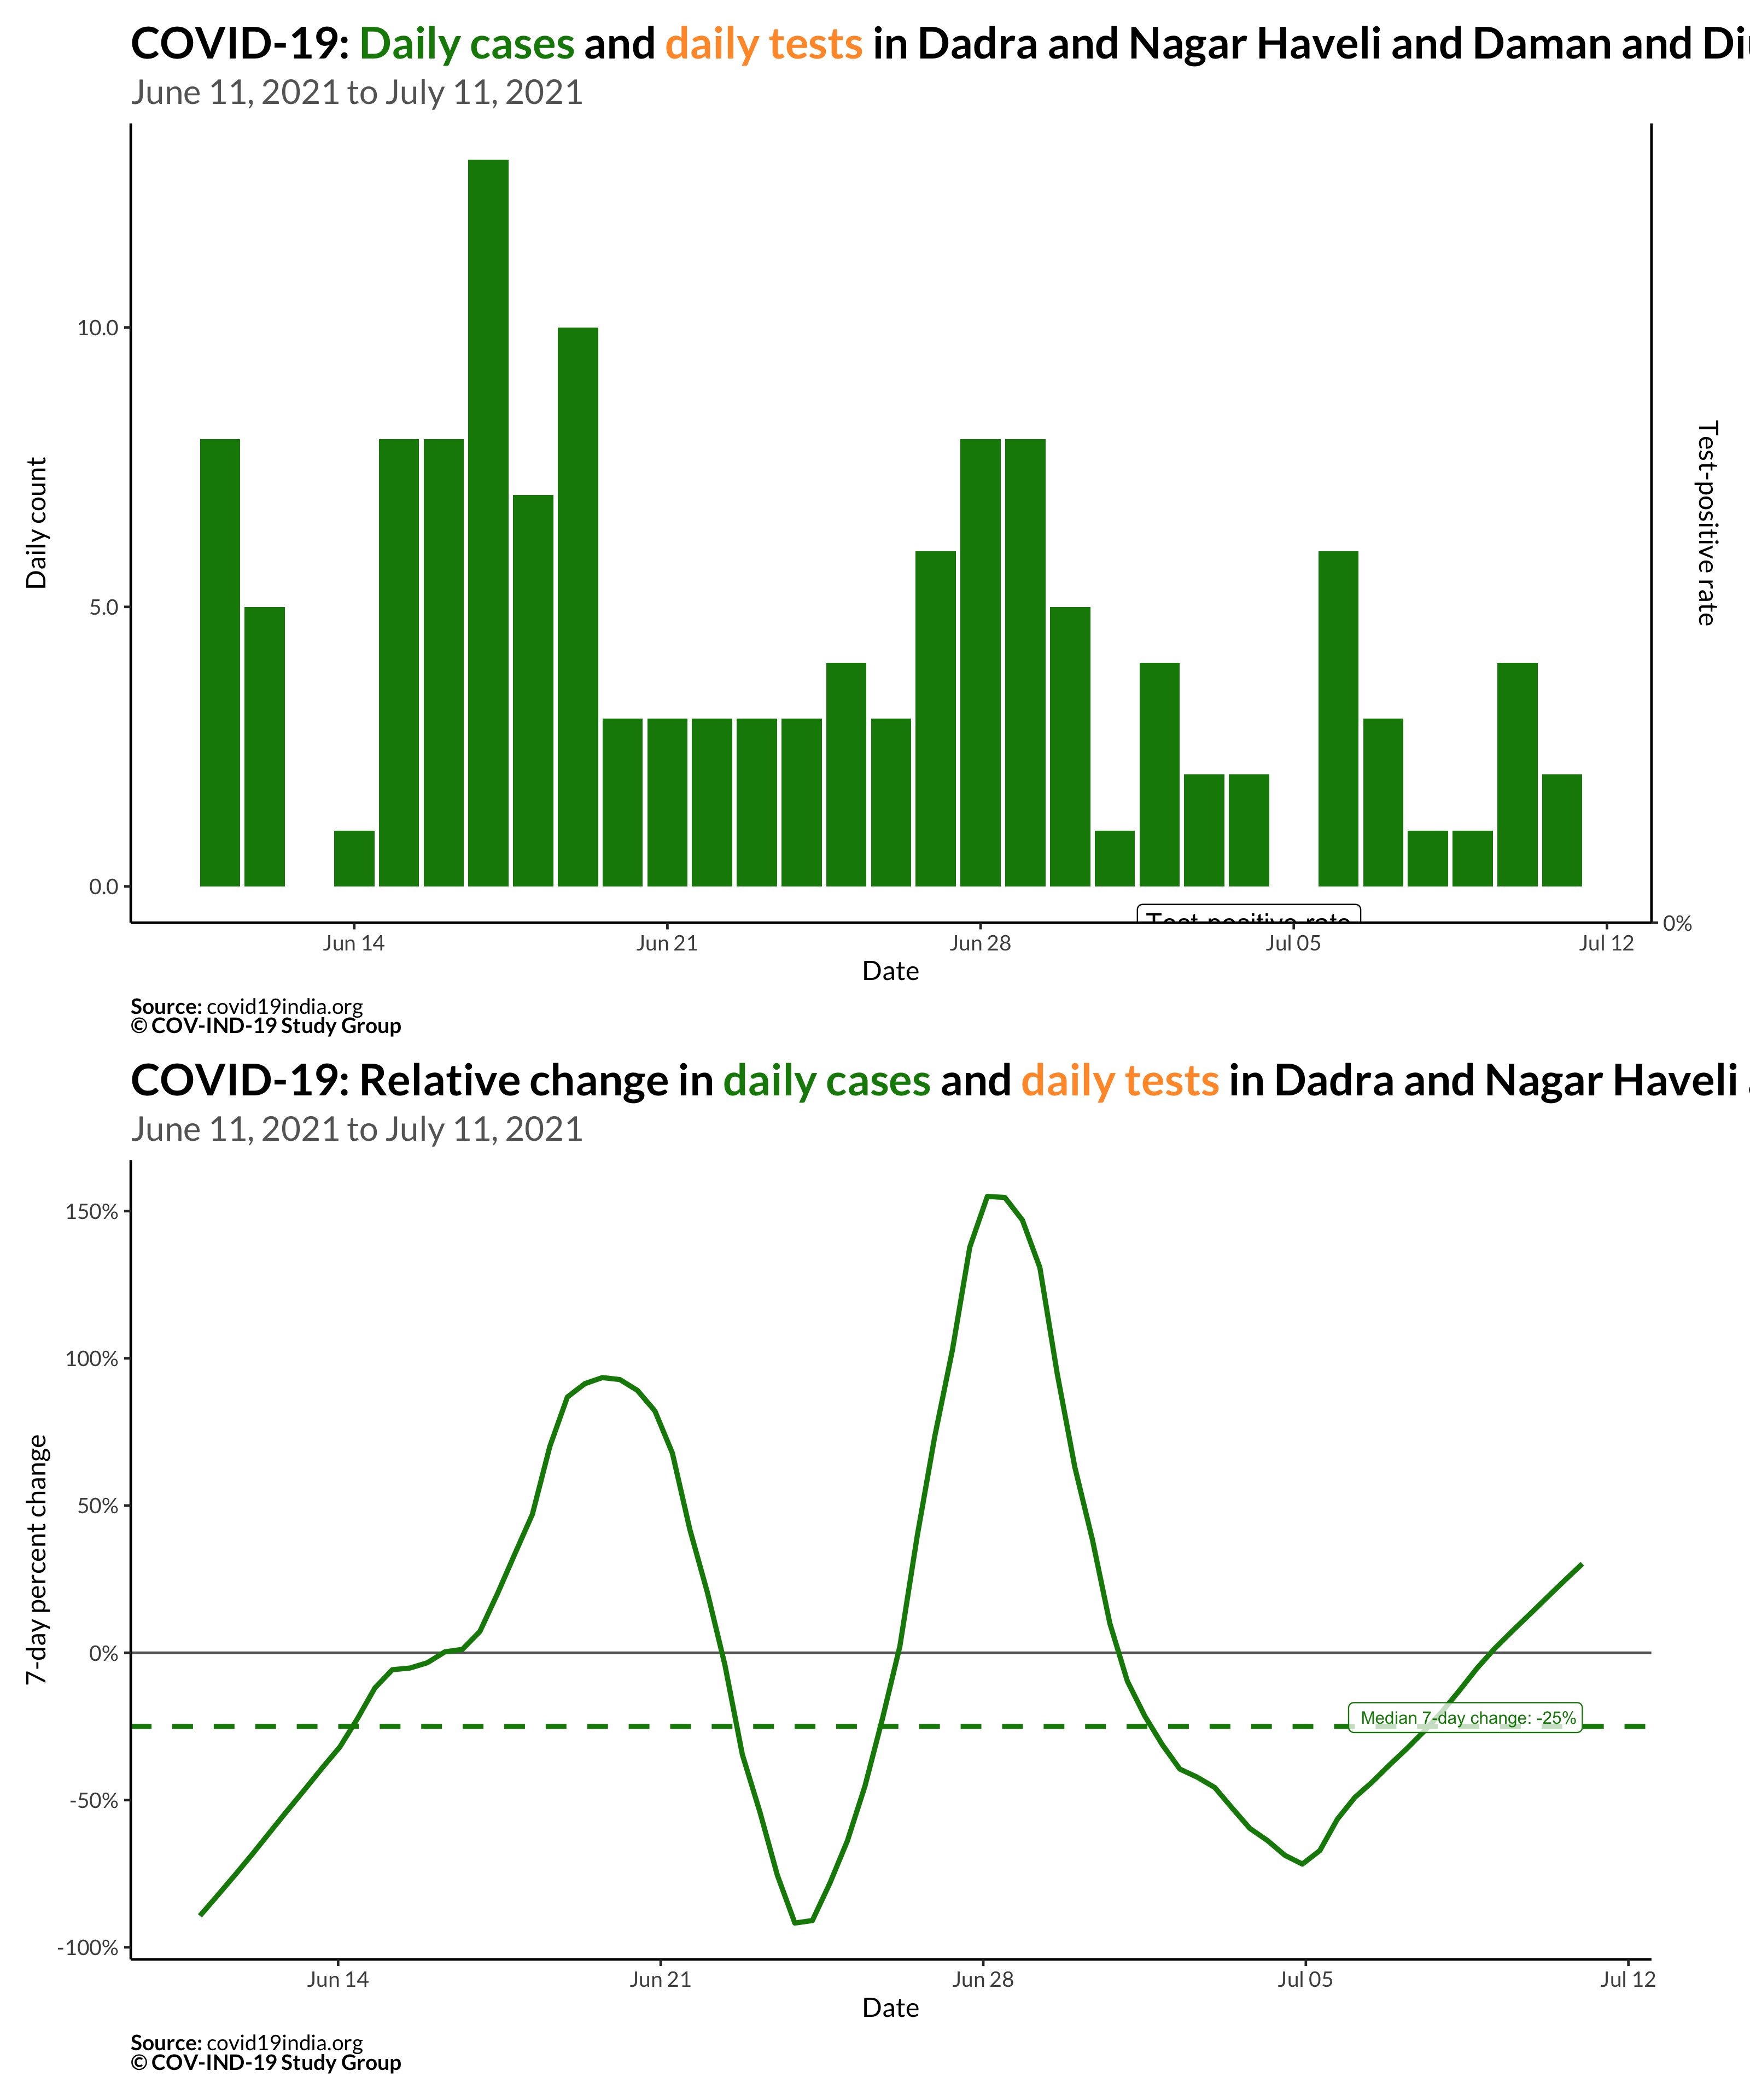 COVID-19: Daily cases and daily tests in Dadra and Nagar Haveli and Daman and
June 11, 2021 to July 11, 2021
Daily count
10.0
5.0
0.0
Test-positive rate
Test-positive rate
0%
Jun 14
Jun 21
Jun 28
Jul 05
Jul 12
Date
Source: covid19india.org
© COV-IND-19 Study Group
COVID-19: Relative change in daily cases and daily tests in Dadra and Nagar Haveli
June 11, 2021 to July 11, 2021
7-day percent change
150%
100%
50%
0%
-50%
-100%
Median 7-day change: -25%
Jun 14
Jun 21
Jun 28
Jul 05
Jul 12
Date
Source: covid19india.org
© COV-IND-19 Study Group